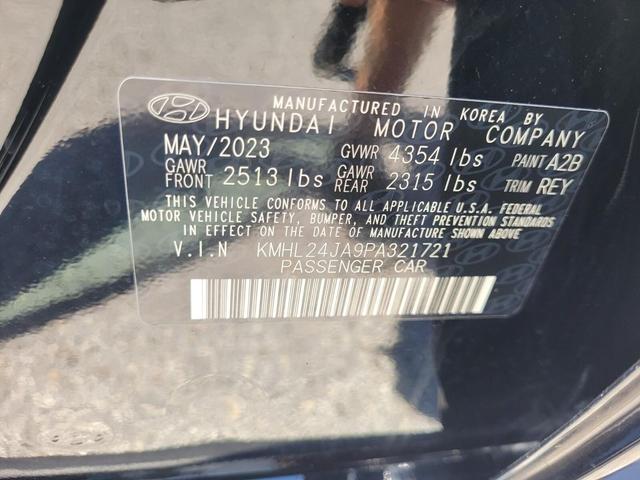 MANUFACTURED IN KOREA BY
HYUNDAI MOTOR COMPANY
MAY/2023 GVWR 4354 lbs PAINT A2B
GAWR FRONT 2513 lbs GAWR REAR 2315 lbs TRIM REY
THIS VEHICLE CONFORMS TO ALL APPLICABLE U.S.A. FEDERAL
MOTOR VEHICLE SAFETY, BUMPER, AND THEFT PREVENTION STANDARDS
IN EFFECT ON THE DATE OF MANUFACTURE SHOWN ABOVE.
V.I.N KMHL24JA9PA321721
PASSENGER CAR